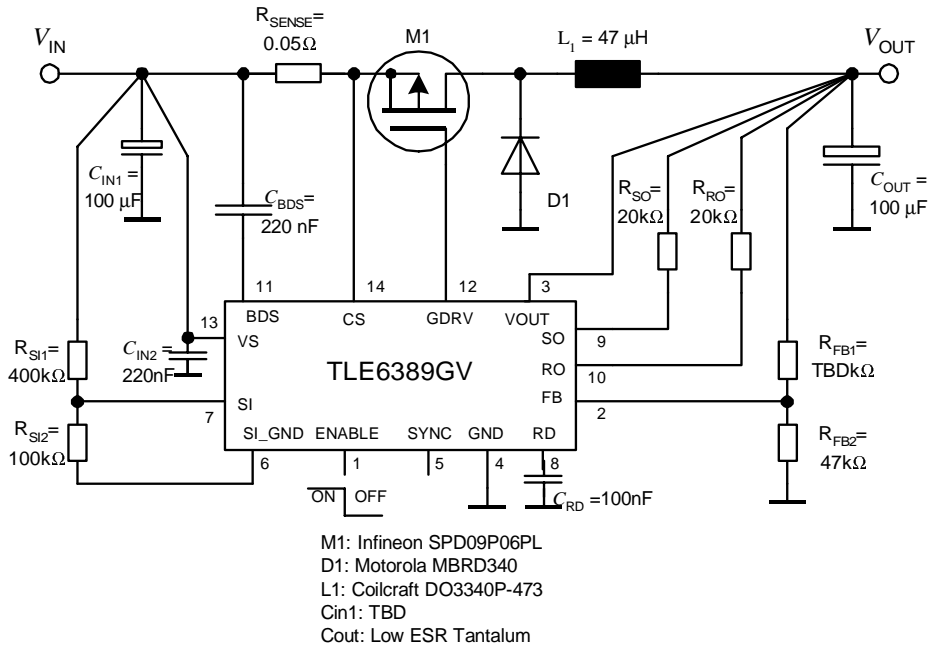 R_SENSE=
0.05Ω
M1
L₁ = 47 μH
V_IN
V_OUT
C_IN1 =
100 μF
C_BDS=
220 nF
D1
R_SO=
20kΩ
R_RO=
20kΩ
C_OUT =
100 μF
11
14
12
3
13
BDS
CS
GDRV
VOUT
VS
SO
9
R_SI1=
400kΩ
C_IN2=
220nF
TLE6389GV
RO
10
R_FB1=
TBDkΩ
7
SI
FB
2
R_SI2=
100kΩ
SI_GND
ENABLE
SYNC
GND
RD
R_FB2=
47kΩ
6
1
5
4
8
ON
OFF
C_RD =100nF
M1: Infineon SPD09P06PL
D1: Motorola MBRD340
L1: Coilcraft DO3340P-473
Cin1: TBD
Cout: Low ESR Tantalum